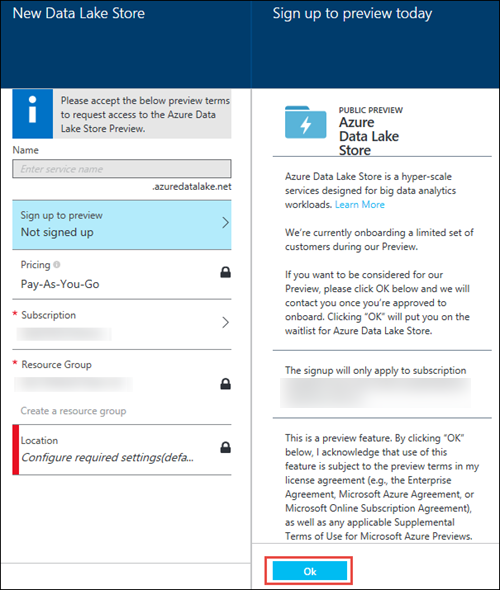 New Data Lake Store
Please accept the below preview terms
to request access to the Azure Data
Lake Store Preview.
Name
Enter service name
.azuredatalake.net
Sign up to preview
Not signed up
Pricing
Pay-As-You-Go
* Subscription
* Resource Group
Create a resource group
Location
Configure required settings(defa...
Sign up to preview today
PUBLIC PREVIEW
Azure
Data Lake
Store
Azure Data Lake Store is a hyper-scale
services designed for big data analytics
workloads. Learn More
We're currently onboarding a limited set of
customers during our Preview.
If you want to be considered for our
Preview, please click OK below and we will
contact you once you're approved to
onboard. Clicking "OK" will put you on the
waitlist for Azure Data Lake Store.
The signup will only apply to subscription
This is a preview feature. By clicking "OK"
below, I acknowledge that use of this
feature is subject to the preview terms in my
license agreement (e.g., the Enterprise
Agreement, Microsoft Azure Agreement, or
Microsoft Online Subscription Agreement),
as well as any applicable Supplemental
Terms of Use for Microsoft Azure Previews.
Ok